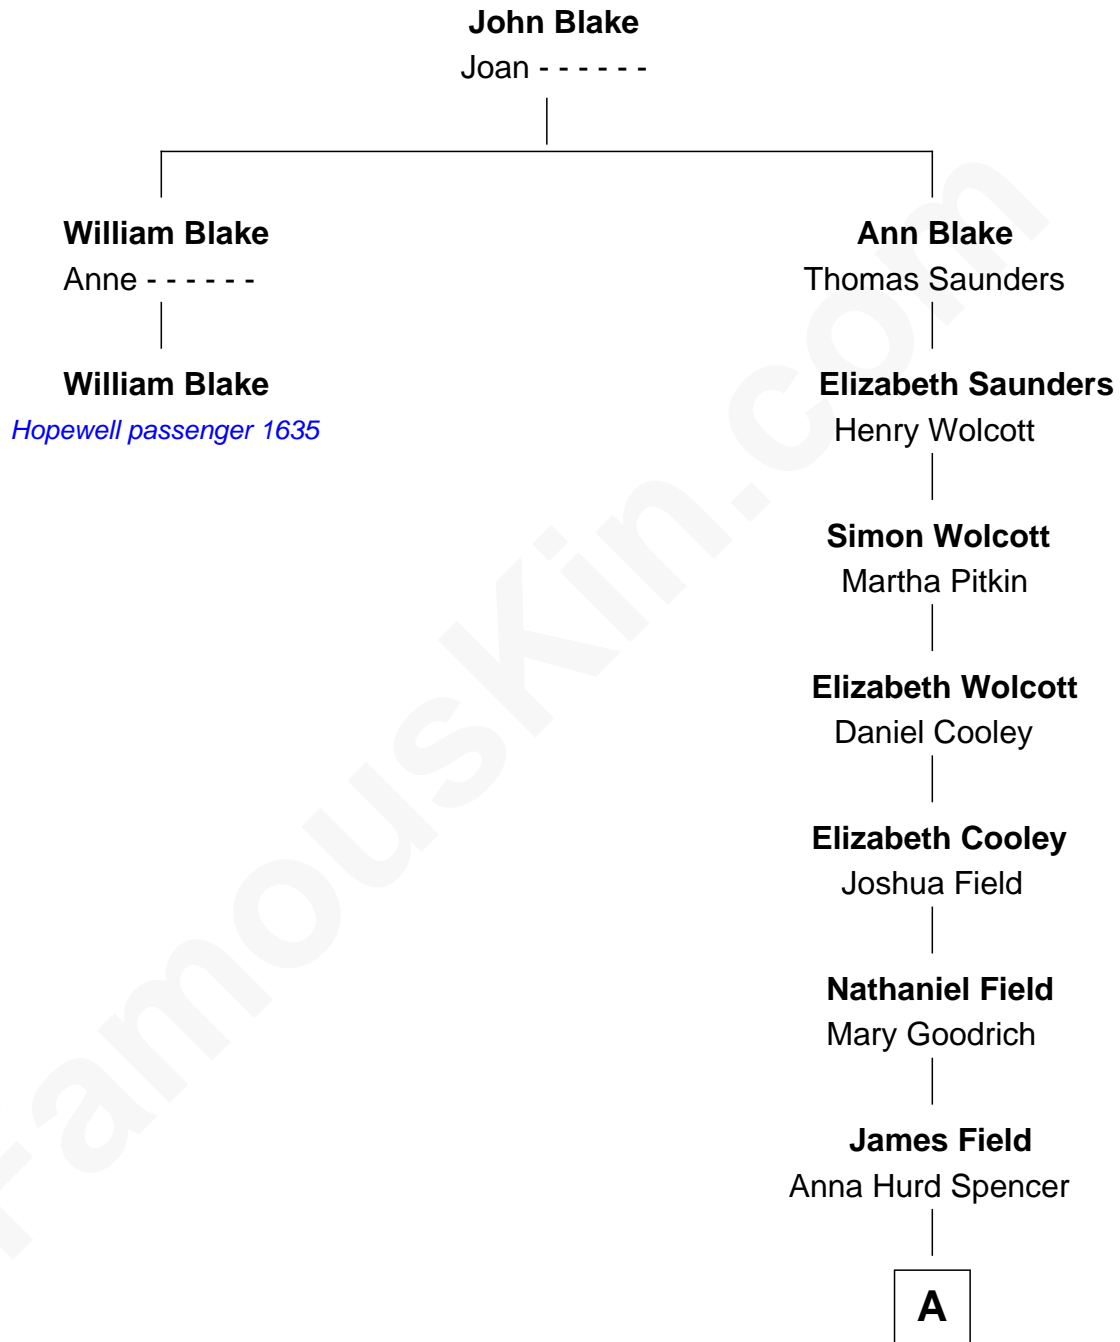 John Blake
Joan - - - - - -
William Blake
Anne - - - - - -
Ann Blake
Thomas Saunders
William Blake
Hopewell passenger 1635
Elizabeth Saunders
Henry Wolcott
Simon Wolcott
Martha Pitkin
Elizabeth Wolcott
Daniel Cooley
Elizabeth Cooley
Joshua Field
Nathaniel Field
Mary Goodrich
James Field
Anna Hurd Spencer
A
FamousKin.com